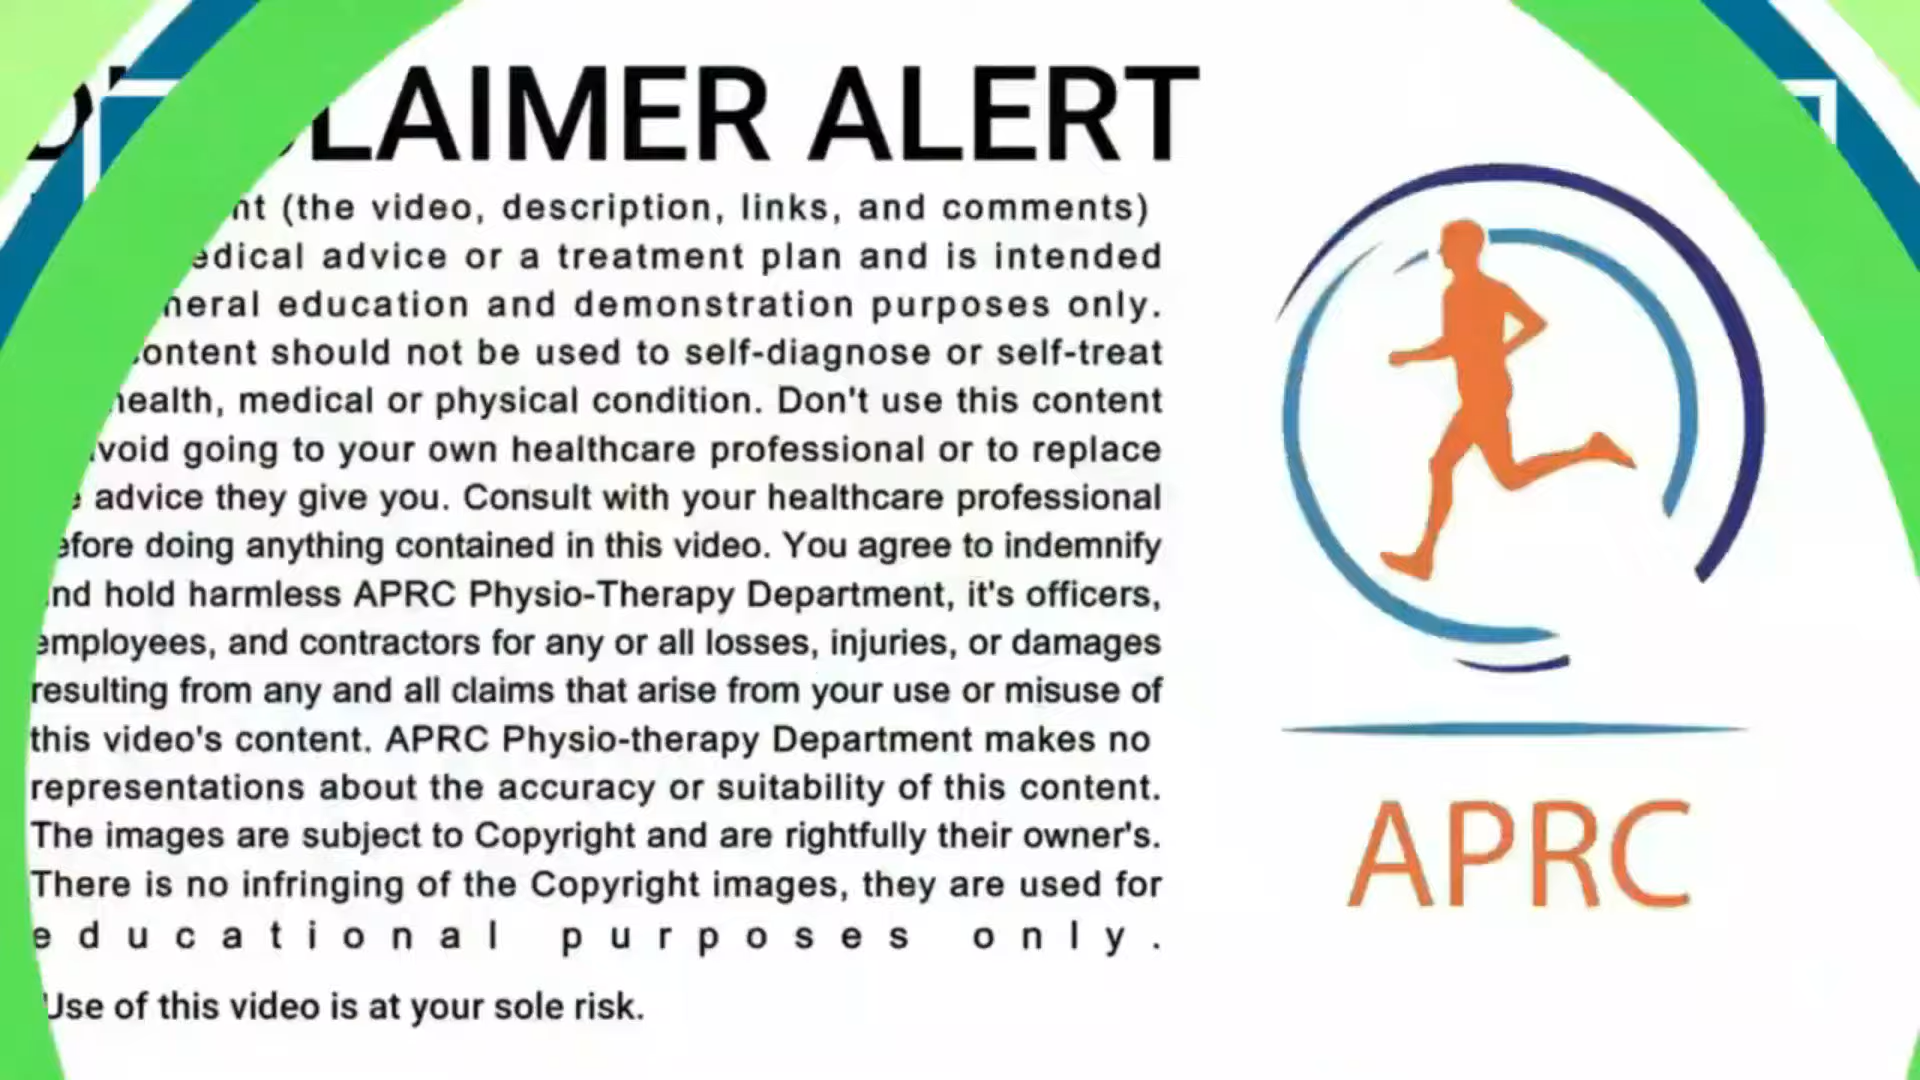 LAIMER ALERT
(the video, description, links, and comments)
advice or a treatment plan and is intended
education and demonstration purposes only.
should not be used to self-diagnose or self-treat
medical or physical condition. Don't use this content
going to your own healthcare professional or to replace
advice they give you. Consult with your healthcare professional
doing anything contained in this video. You agree to indemnify
hold harmless APRC Physio-Therapy Department, it's officers,
employees, and contractors for any or all losses, injuries, or damages
resulting from any and all claims that arise from your use or misuse of
this video's content. APRC Physio-therapy Department makes no
representations about the accuracy or suitability of this content.
The images are subject to Copyright and are rightfully their owner's.
There is no infringing of the Copyright images, they are used for
educational purposes only.
Use of this video is at your sole risk.
APRC